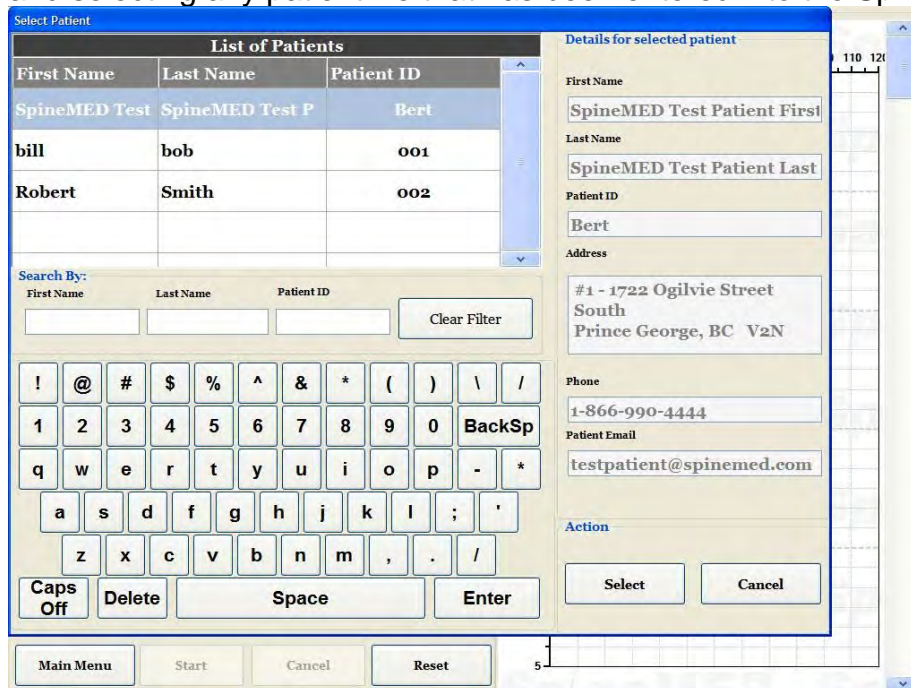 Select Patient
List of Patients
First Name Last Name Patient ID
SpineMED Test SpineMED Test P Bert
bill bob 001
Robert Smith 002
Search By:
First Name Last Name Patient ID
Clear Filter
! @ # $ % ^ & * ( ) \ /
1 2 3 4 5 6 7 8 9 0 BackSp
q w e r t y u i o p - *
a s d f g h j k l ; '
z x c v b n m , . /
Caps Off Delete Space Enter
Details for selected patient
First Name
SpineMED Test Patient First
Last Name
SpineMED Test Patient Last
Patient ID
Bert
Address
#1 - 1722 Ogilvie Street
South
Prince George, BC V2N
Phone
1-866-990-4444
Patient Email
testpatient@spinemed.com
Action
Select Cancel
110 120
Main Menu Start Cancel Reset
5